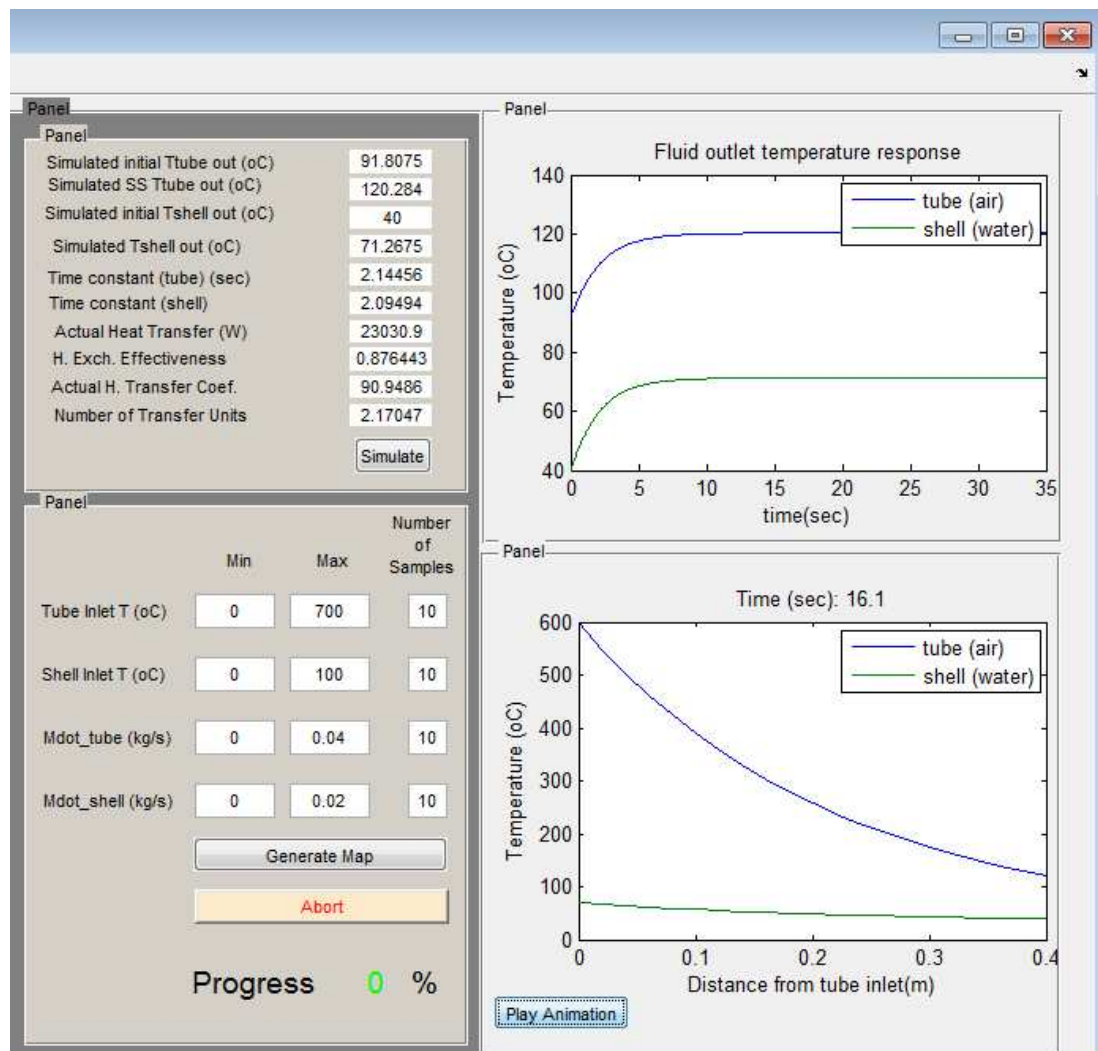 Panel
Panel
Simulated initial Ttube out (oC) 91.8075
Simulated SS Ttube out (oC) 120.284
Simulated initial Tshell out (oC) 40
Simulated Tshell out (oC) 71.2675
Time constant (tube) (sec) 2.14456
Time constant (shell) 2.09494
Actual Heat Transfer (W) 23030.9
H. Exch. Effectiveness 0.876443
Actual H. Transfer Coef. 90.9486
Number of Transfer Units 2.17047
Simulate
Panel
Min Max Number of Samples
Tube Inlet T (oC) 0 700 10
Shell Inlet T (oC) 0 100 10
Mdot_tube (kg/s) 0 0.04 10
Mdot_shell (kg/s) 0 0.02 10
Generate Map
Abort
Progress 0 %
Panel
Fluid outlet temperature response
tube (air)
shell (water)
Temperature (oC)
140
120
100
80
60
40
0 5 10 15 20 25 30 35
time(sec)
Panel
Time (sec): 16.1
tube (air)
shell (water)
Temperature (oC)
600
500
400
300
200
100
0
0 0.1 0.2 0.3 0.4
Distance from tube inlet(m)
Play Animation